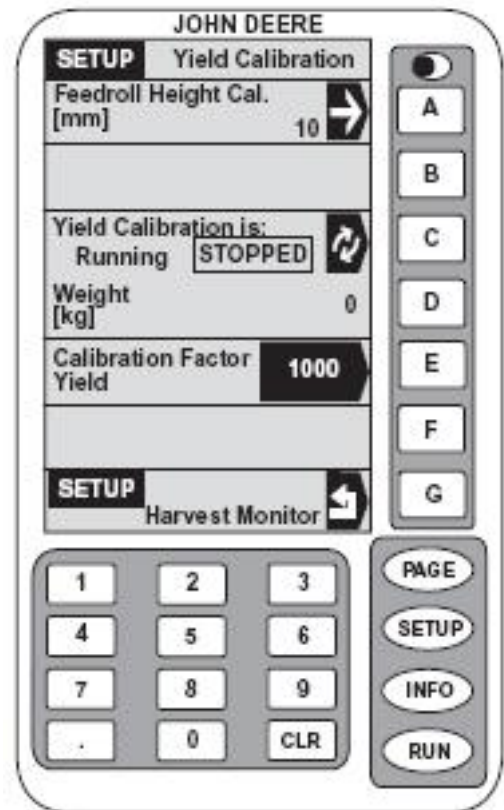 JOHN DEERE
SETUP Yield Calibration
Feedroll Height Cal.
[mm] 10
Yield Calibration is:
Running STOPPED
Weight
[kg] 0
Calibration Factor
Yield 1000
SETUP
Harvest Monitor
A
B
C
D
E
F
G
1 2 3
4 5 6
7 8 9
. 0 CLR
PAGE
SETUP
INFO
RUN